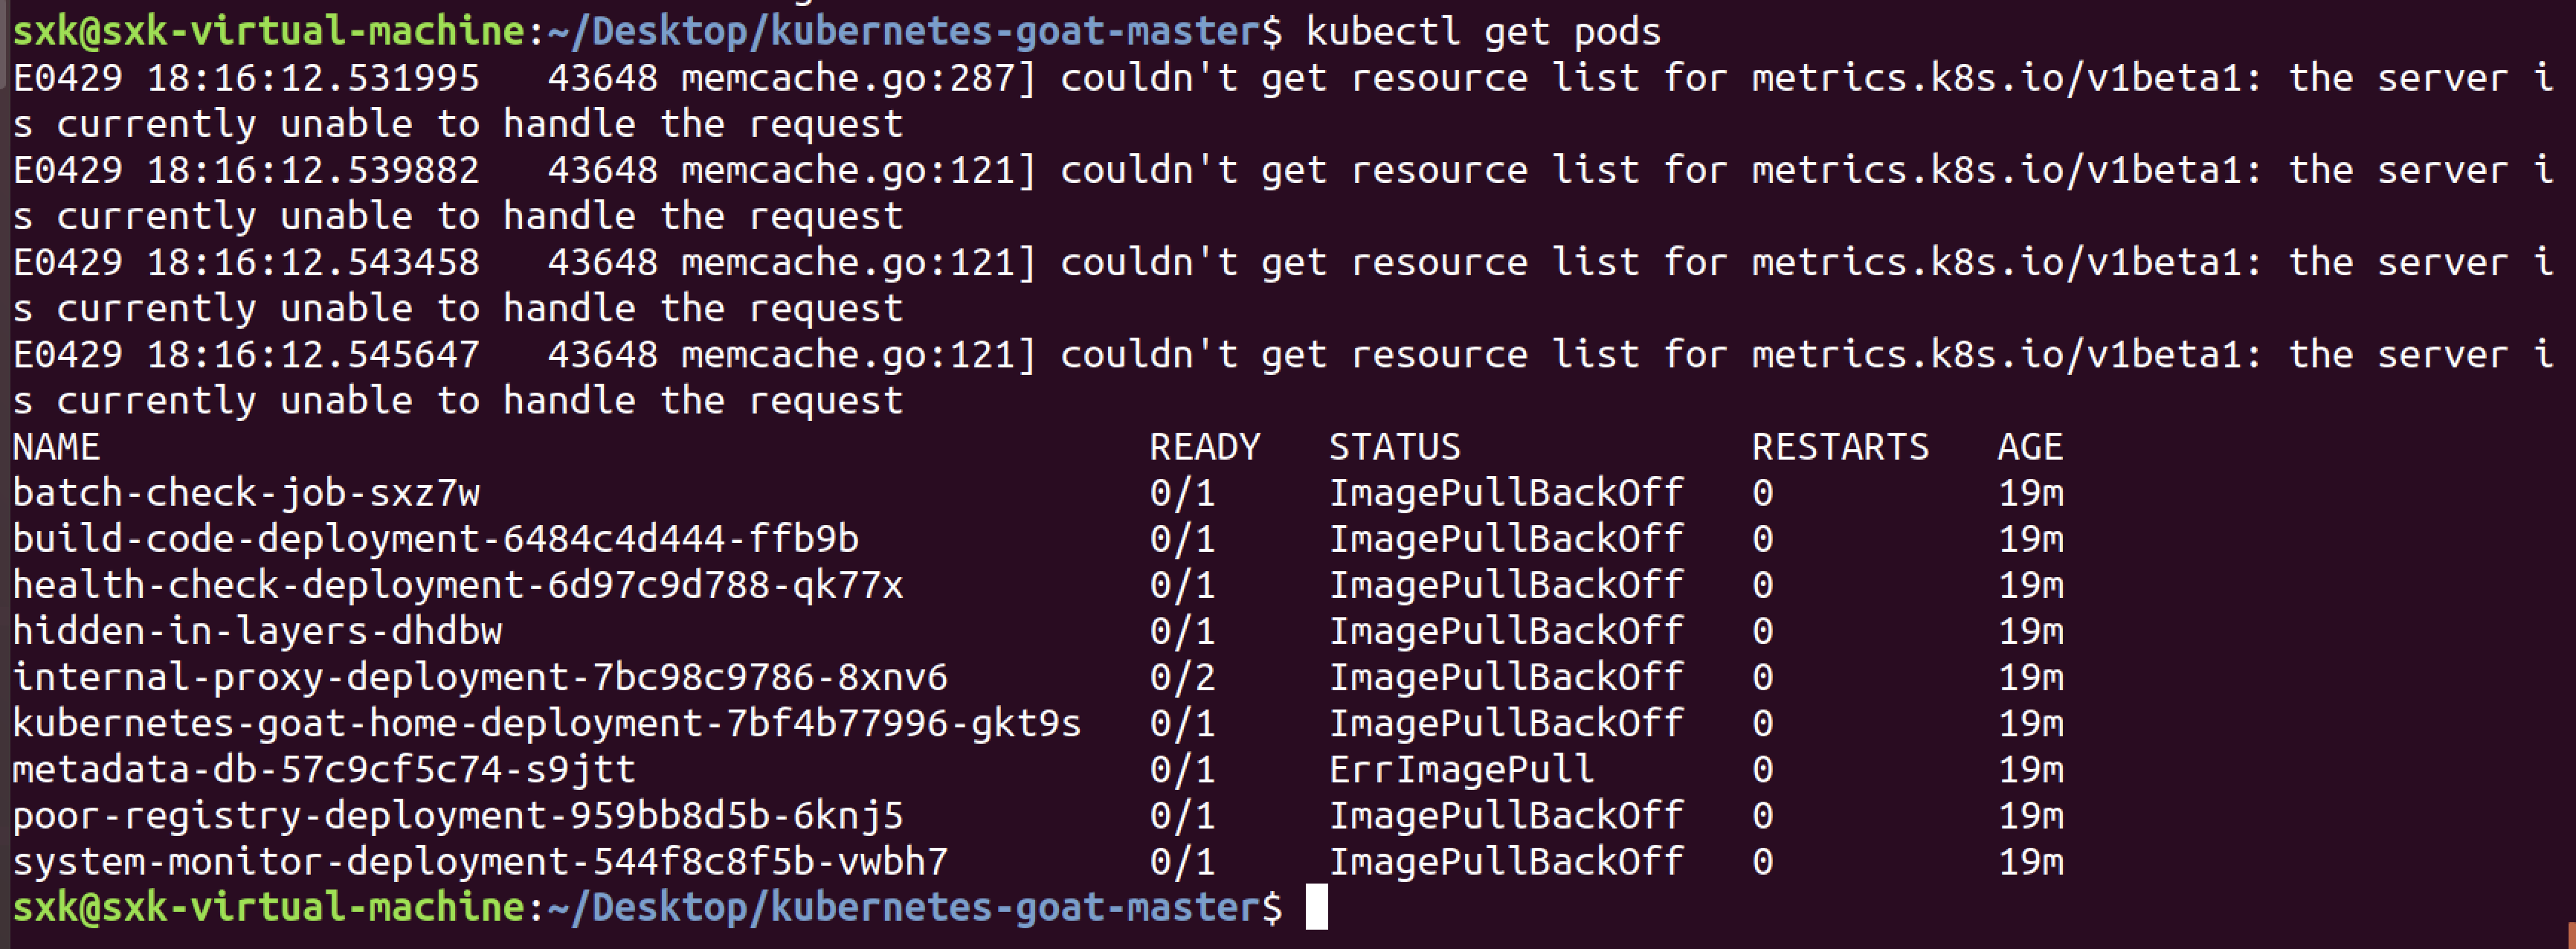 sxk@sxk-virtual-machine:~/Desktop/kubernetes-goat-master$ kubectl get pods
E0429 18:16:12.531995   43648 memcache.go:287] couldn't get resource list for metrics.k8s.io/v1beta1: the server i
s currently unable to handle the request
E0429 18:16:12.539882   43648 memcache.go:121] couldn't get resource list for metrics.k8s.io/v1beta1: the server i
s currently unable to handle the request
E0429 18:16:12.543458   43648 memcache.go:121] couldn't get resource list for metrics.k8s.io/v1beta1: the server i
s currently unable to handle the request
E0429 18:16:12.545647   43648 memcache.go:121] couldn't get resource list for metrics.k8s.io/v1beta1: the server i
s currently unable to handle the request
NAME                                               READY   STATUS             RESTARTS   AGE
batch-check-job-sxz7w                              0/1     ImagePullBackOff   0          19m
build-code-deployment-6484c4d444-ffb9b             0/1     ImagePullBackOff   0          19m
health-check-deployment-6d97c9d788-qk77x           0/1     ImagePullBackOff   0          19m
hidden-in-layers-dhdbw                             0/1     ImagePullBackOff   0          19m
internal-proxy-deployment-7bc98c9786-8xnv6         0/2     ImagePullBackOff   0          19m
kubernetes-goat-home-deployment-7bf4b77996-gkt9s   0/1     ImagePullBackOff   0          19m
metadata-db-57c9cf5c74-s9jtt                       0/1     ErrImagePull       0          19m
poor-registry-deployment-959bb8d5b-6knj5           0/1     ImagePullBackOff   0          19m
system-monitor-deployment-544f8c8f5b-vwbh7         0/1     ImagePullBackOff   0          19m
sxk@sxk-virtual-machine:~/Desktop/kubernetes-goat-master$